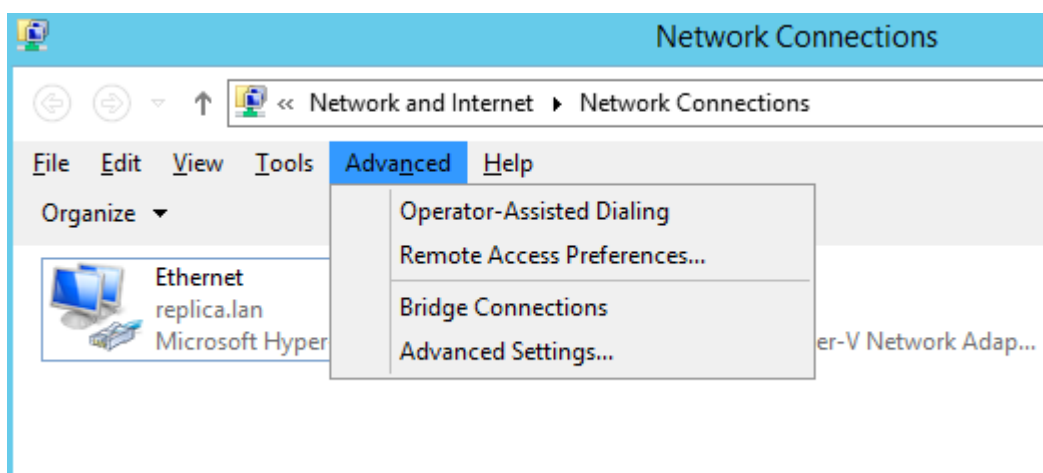 Network Connections
« Network and Internet ▸ Network Connections
File Edit View Tools Advanced Help
Organize
Operator-Assisted Dialing
Remote Access Preferences...
Bridge Connections
Advanced Settings...
Ethernet
replica.lan
Microsoft Hyper
er-V Network Adap...